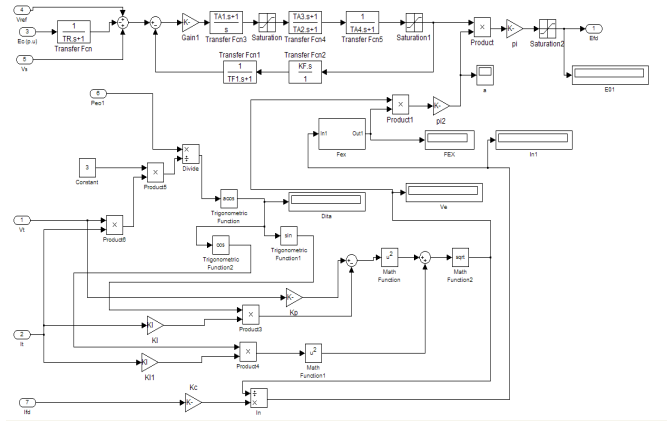 4
Vref
3
Ec (p.u)
5
Vs
1
TR.s+1
Transfer Fcn
K-
Gain1
TA1.s+1
s
Transfer Fcn3
Saturation
TA3.s+1
TA2.s+1
Transfer Fcn4
1
TA4.s+1
Transfer Fcn5
Saturation1
×
Product
K-
pi
Saturation2
1
Efd
Transfer Fcn1
1
TF1.s+1
Transfer Fcn2
KF.s
1
a
E01
6
Peo1
×
÷
Divide
×
Product1
K-
pi2
In1
Out1
Fex
FEX
In1
3
Constant
×
Product5
acos
Trigonometric
Function
Dita
Ve
1
Vt
×
Product6
cos
Trigonometric
Function2
sin
Trigonometric
Function1
u²
Math
Function
sqrt
Math
Function2
K-
Kp
2
It
KI
KI
×
Product3
KI
KI1
×
Product4
u²
Math
Function1
7
Ifd
Kc
K-
÷
×
In